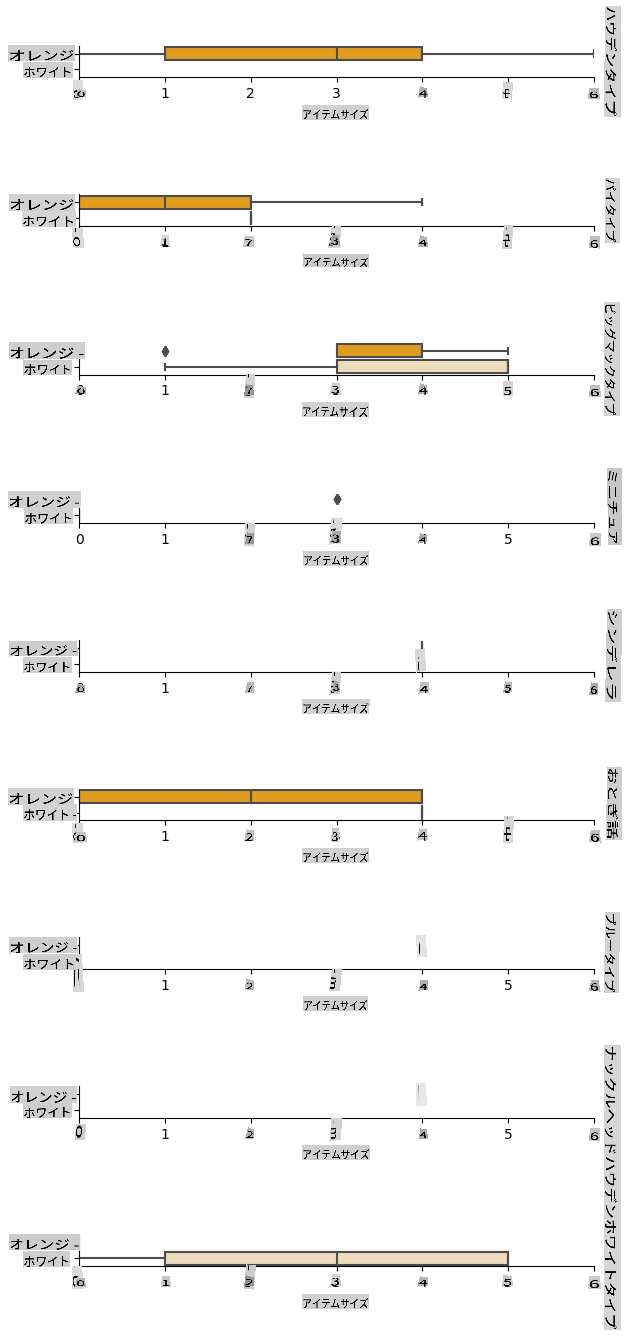 ハウデンタイプ
オレンジ
ホワイト
1 2 3 4 6
アイテムサイズ
パイタイプ
オレンジ
ホワイト
0 1 3 4 6
アイテムサイズ
ビッグマックタイプ
オレンジ
ホワイト
0 1 3 4 5 6
アイテムサイズ
ミニチュア
オレンジ
ホワイト
0 1 3 4 5 6
アイテムサイズ
シンデレラ
オレンジ
ホワイト
0 1 3 4 5 6
アイテムサイズ
おとぎ話
オレンジ
ホワイト
0 1 2 3 4 6
アイテムサイズ
ブルータイプ
オレンジ
ホワイト
1 2 3 4 5 6
アイテムサイズ
ナックルヘッドハウデンホワイトタイプ
オレンジ
ホワイト
0 1 2 3 4 5 6
アイテムサイズ
オレンジ
ホワイト
0 1 2 3 4 5 6
アイテムサイズ